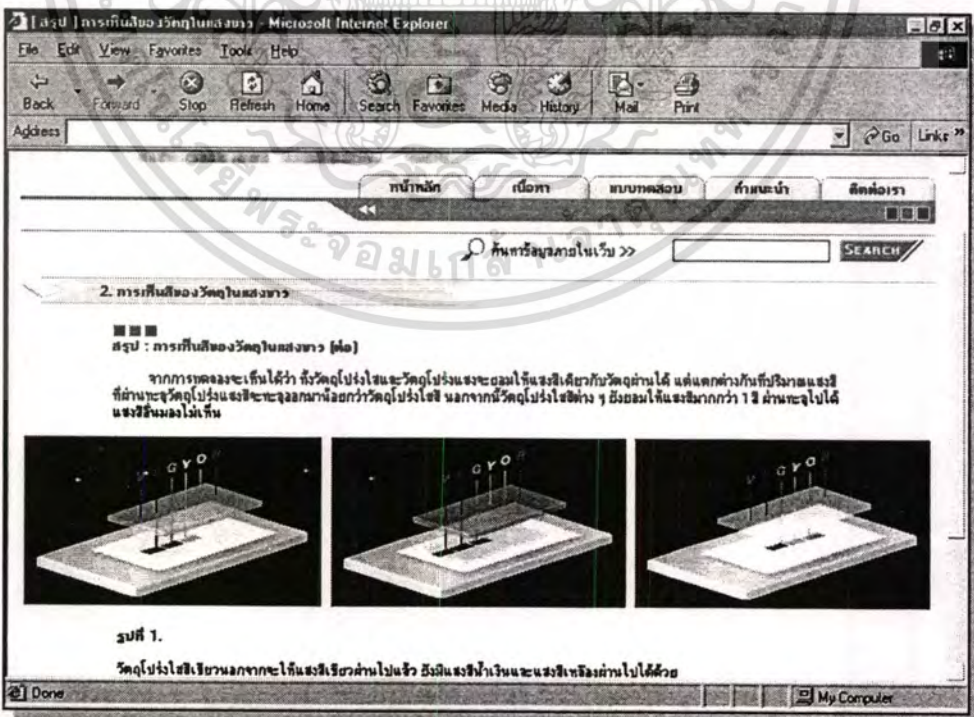 [ สรุป ] การเห็นสีของวัตถุในแสงขาว - Microsoft Internet Explorer
File Edit View Favorites Tools Help
Back Forward Stop Refresh Home Search Favorites Media History Mail Print
Address Go Links »
หน้าหลัก เนื้อหา แบบทดสอบ คำแนะนำ ติดต่อเรา
ค้นหาข้อมูลภายในเว็บ >> SEARCH
2. การเห็นสีของวัตถุในแสงขาว
สรุป : การเห็นสีของวัตถุในแสงขาว [ต่อ]
จากการทดลองจะเห็นได้ว่า ทั้งวัตถุโปร่งใสและวัตถุโปร่งแสงจะยอมให้แสงสีเดียวกับวัตถุผ่านได้ แต่แตกต่างกันที่ปริมาณแสงสี
ที่ผ่านทะลุวัตถุโปร่งแสงสีจะทะลุออกมาน้อยกว่าวัตถุโปร่งใสสี นอกจากนี้วัตถุโปร่งใสสีต่าง ๆ ยังยอมให้แสงสีมากกว่า 1 สี ผ่านทะลุไปได้
แสงสีอื่นมองไม่เห็น
G Y O R
G Y O R
V G Y O
รูปที่ 1.
วัตถุโปร่งใสสีเขียวนอกจากจะให้แสงสีเขียวผ่านไปแล้ว ยังมีแสงสีน้ำเงินและแสงสีเหลืองผ่านไปได้ด้วย
Done My Computer
พระจอมเกล้าเจ้าคุณทหาร